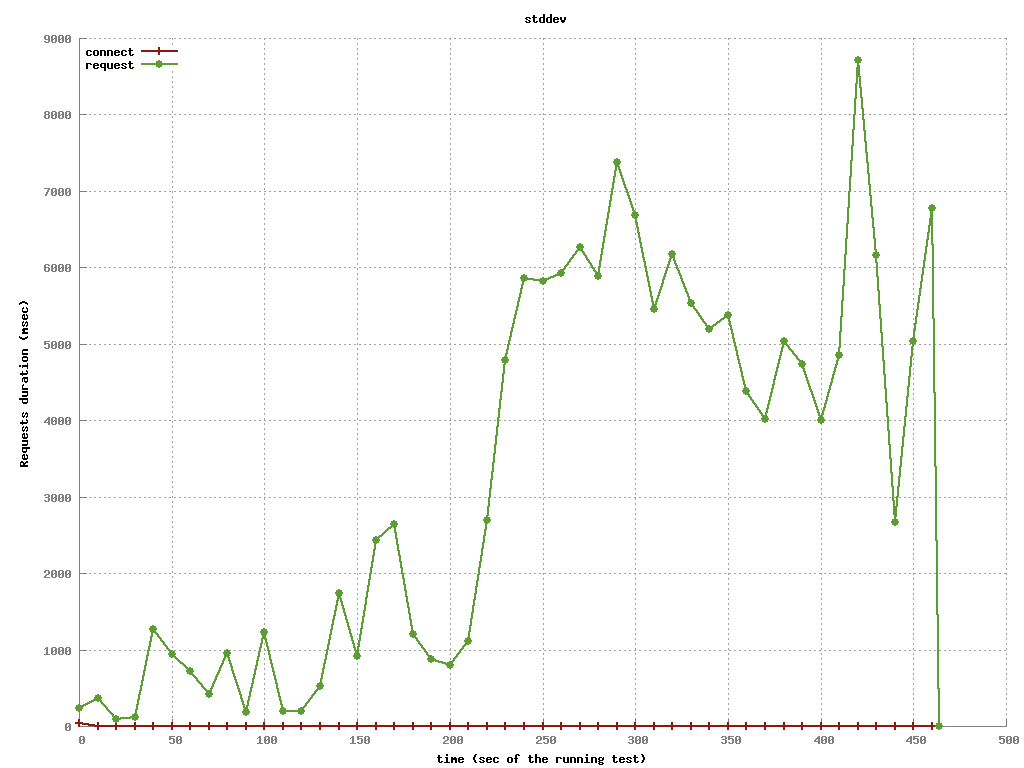 stddev
9000
8000
7000
6000
5000
4000
3000
2000
1000
0
connect
request
Requests duration (msec)
0 50 100 150 200 250 300 350 400 450 500
time (sec of the running test)